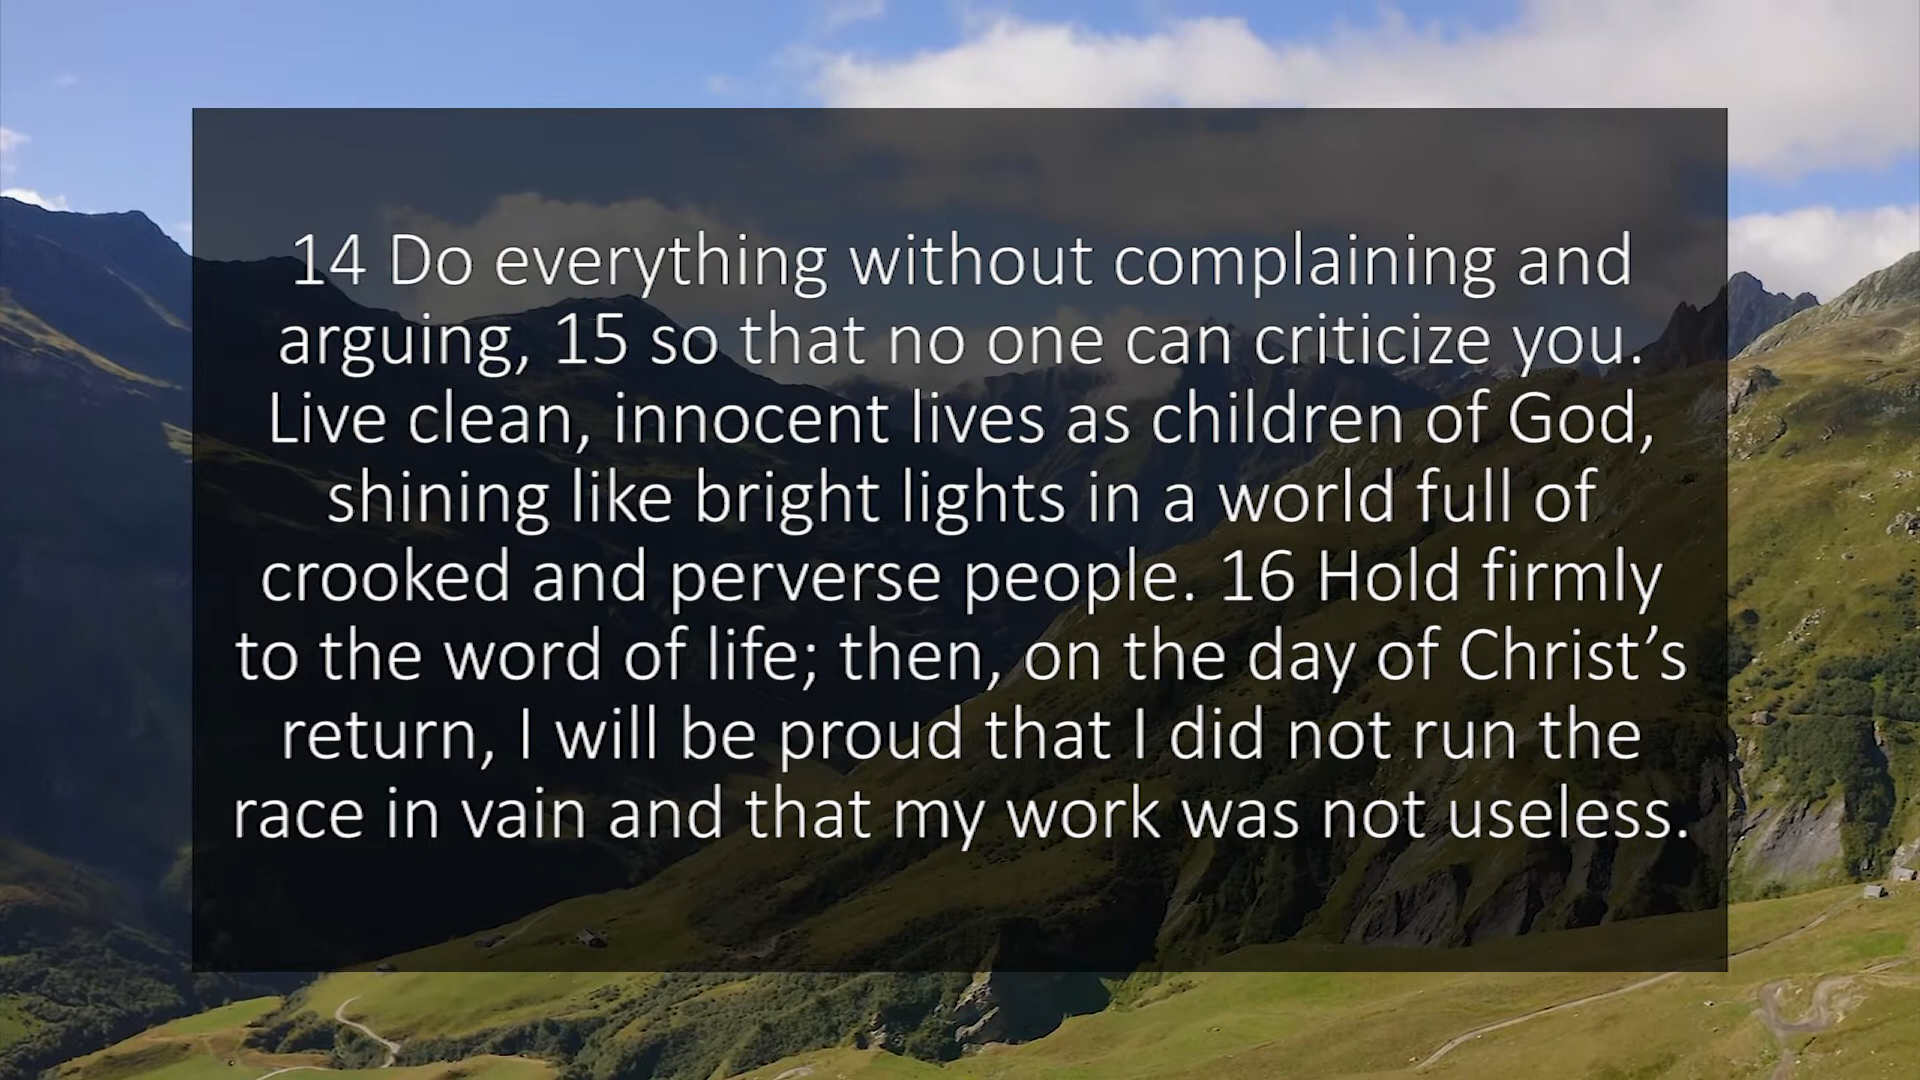 14 Do everything without complaining and
arguing, 15 so that no one can criticize you.
Live clean, innocent lives as children of God,
shining like bright lights in a world full of
crooked and perverse people. 16 Hold firmly
to the word of life; then, on the day of Christ’s
return, I will be proud that I did not run the
race in vain and that my work was not useless.